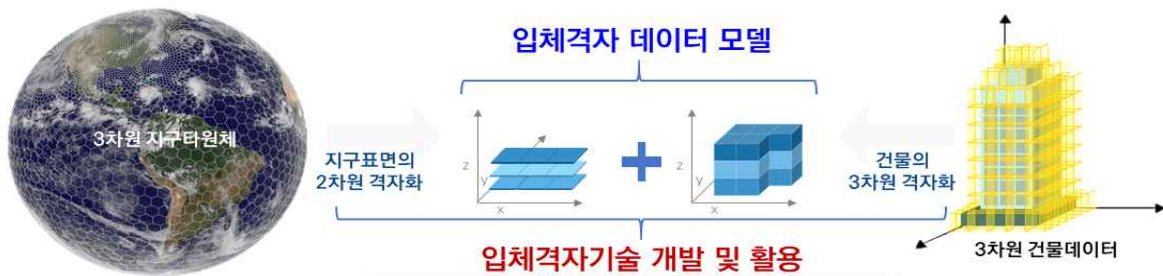 입체격자 데이터 모델
3차원 지구타원체
지구표면의
2차원 격자화
z
y
x
z
y
x
건물의
3차원 격자화
3차원 건물데이터
입체격자기술 개발 및 활용